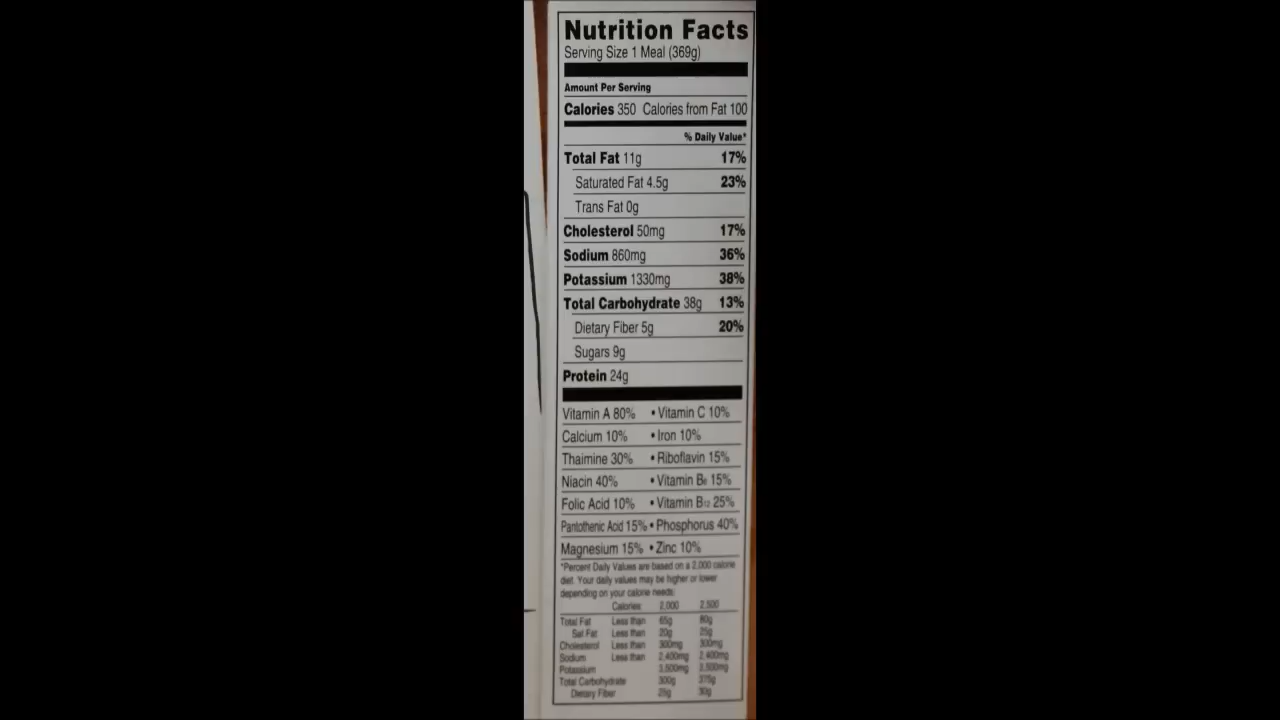 Nutrition Facts
Serving Size 1 Meal (369g)
Amount Per Serving
Calories 350 Calories from Fat 100
% Daily Value*
Total Fat 11g 17%
Saturated Fat 4.5g 23%
Trans Fat 0g
Cholesterol 50mg 17%
Sodium 860mg 36%
Potassium 1330mg 38%
Total Carbohydrate 38g 13%
Dietary Fiber 5g 20%
Sugars 9g
Protein 24g
Vitamin A 80% • Vitamin C 10%
Calcium 10% • Iron 10%
Thaimine 30% • Riboflavin 15%
Niacin 40% • Vitamin B6 15%
Folic Acid 10% • Vitamin B12 25%
Pantothenic Acid 15% • Phosphorus 40%
Magnesium 15% • Zinc 10%
*Percent Daily Values are based on a 2,000 calorie
diet. Your daily values may be higher or lower
depending on your calorie needs:
Calories 2,000 2,500
Total Fat Less than 65g 80g
Sat Fat Less than 20g 25g
Cholesterol Less than 300mg 300mg
Sodium Less than 2,400mg 2,400mg
Potassium 3,500mg 3,500mg
Total Carbohydrate 300g 375g
Dietary Fiber 25g 30g